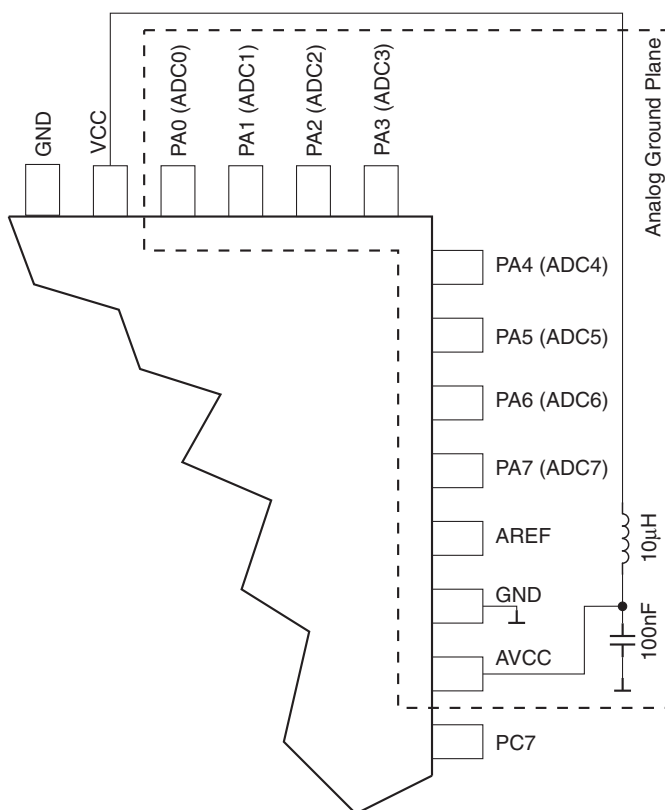 GND
VCC
PA0 (ADC0)
PA1 (ADC1)
PA2 (ADC2)
PA3 (ADC3)
Analog Ground Plane
PA4 (ADC4)
PA5 (ADC5)
PA6 (ADC6)
PA7 (ADC7)
AREF
10µH
GND
AVCC
100nF
PC7